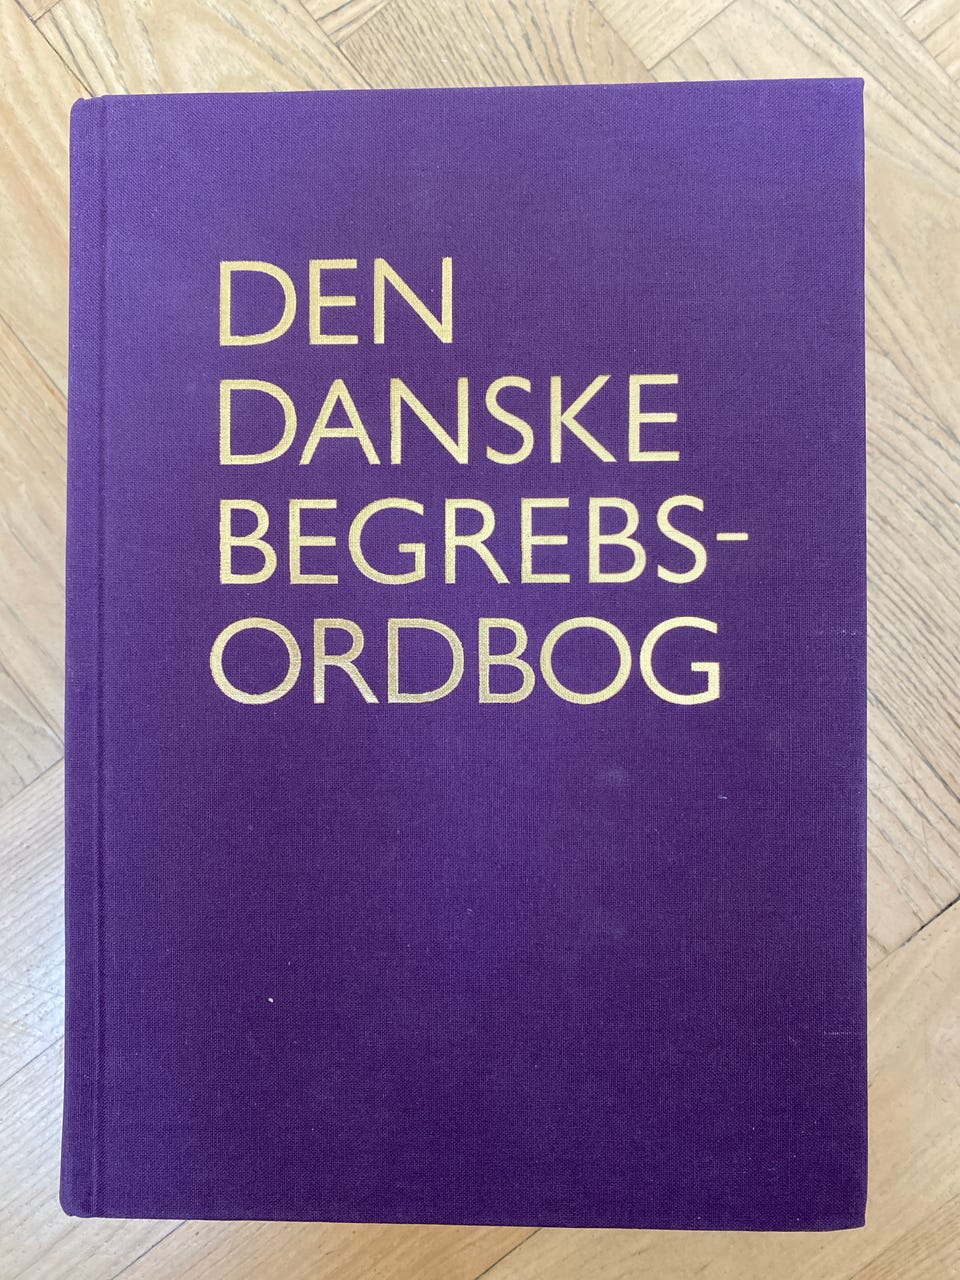 DEN
DANSKE
BEGREBS-
ORDBOG